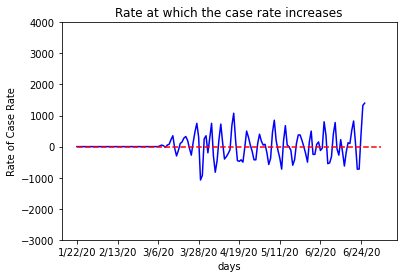 Rate at which the case rate increases
4000
3000
2000
1000
0
−1000
−2000
−3000
Rate of Case Rate
1/22/20 2/13/20 3/6/20 3/28/20 4/19/20 5/11/20 6/2/20 6/24/20
days